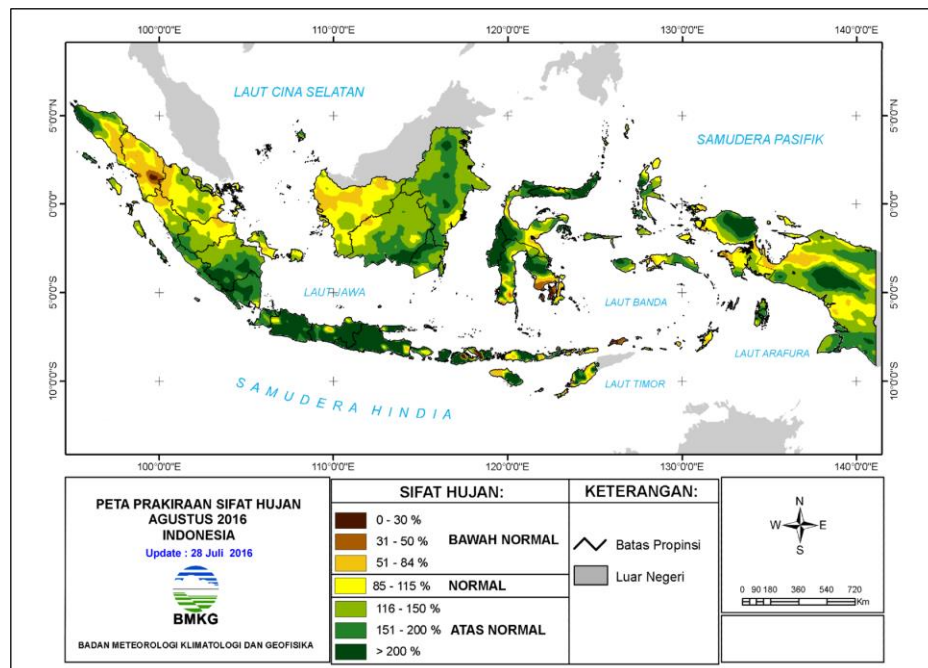 100°0'0"E 110°0'0"E 120°0'0"E 130°0'0"E 140°0'0"E
LAUT CINA SELATAN
5°0'0"N 5°0'0"N
SAMUDERA PASIFIK
0°0'0" 0°0'0"
LAUT JAWA
5°0'0"S 5°0'0"S
LAUT BANDA
LAUT ARAFURA
LAUT TIMOR
10°0'0"S 10°0'0"S
SAMUDERA HINDIA
100°0'0"E 110°0'0"E 120°0'0"E 130°0'0"E 140°0'0"E
PETA PRAKIRAAN SIFAT HUJAN
AGUSTUS 2016
INDONESIA
Update : 28 Juli 2016
BMKG
BADAN METEOROLOGI KLIMATOLOGI DAN GEOFISIKA
SIFAT HUJAN:
0 - 30 %
31 - 50 % BAWAH NORMAL
51 - 84 %
85 - 115 % NORMAL
116 - 150 %
151 - 200 % ATAS NORMAL
> 200 %
KETERANGAN:
Batas Propinsi
Luar Negeri
N
W E
S
0 90 180 360 540 720
Km